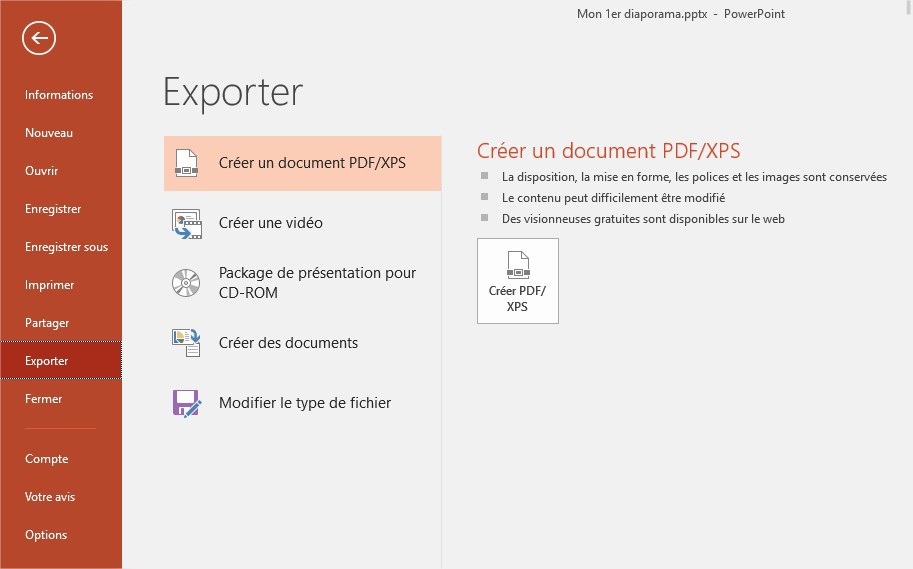 Mon 1er diaporama.pptx - PowerPoint
Informations
Nouveau
Ouvrir
Enregistrer
Enregistrer sous
Imprimer
Partager
Exporter
Fermer
Compte
Votre avis
Options
Exporter
Créer un document PDF/XPS
Créer une vidéo
Package de présentation pour
CD-ROM
Créer des documents
Modifier le type de fichier
Créer un document PDF/XPS
La disposition, la mise en forme, les polices et les images sont conservées
Le contenu peut difficilement être modifié
Des visionneuses gratuites sont disponibles sur le web
Créer PDF/
XPS